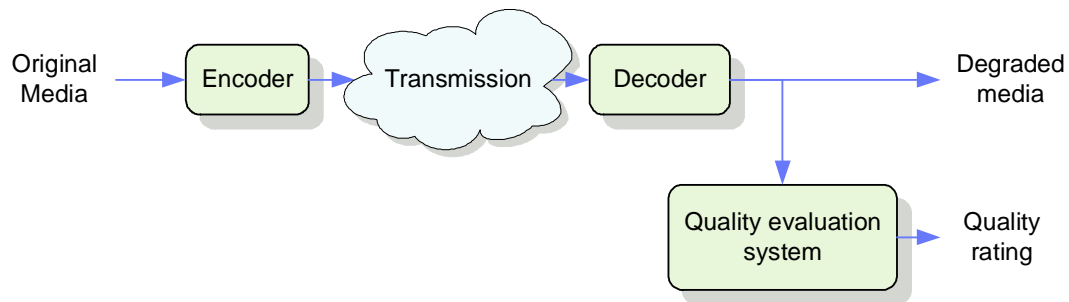 Original
Media
Encoder
Transmission
Decoder
Degraded
media
Quality evaluation
system
Quality
rating